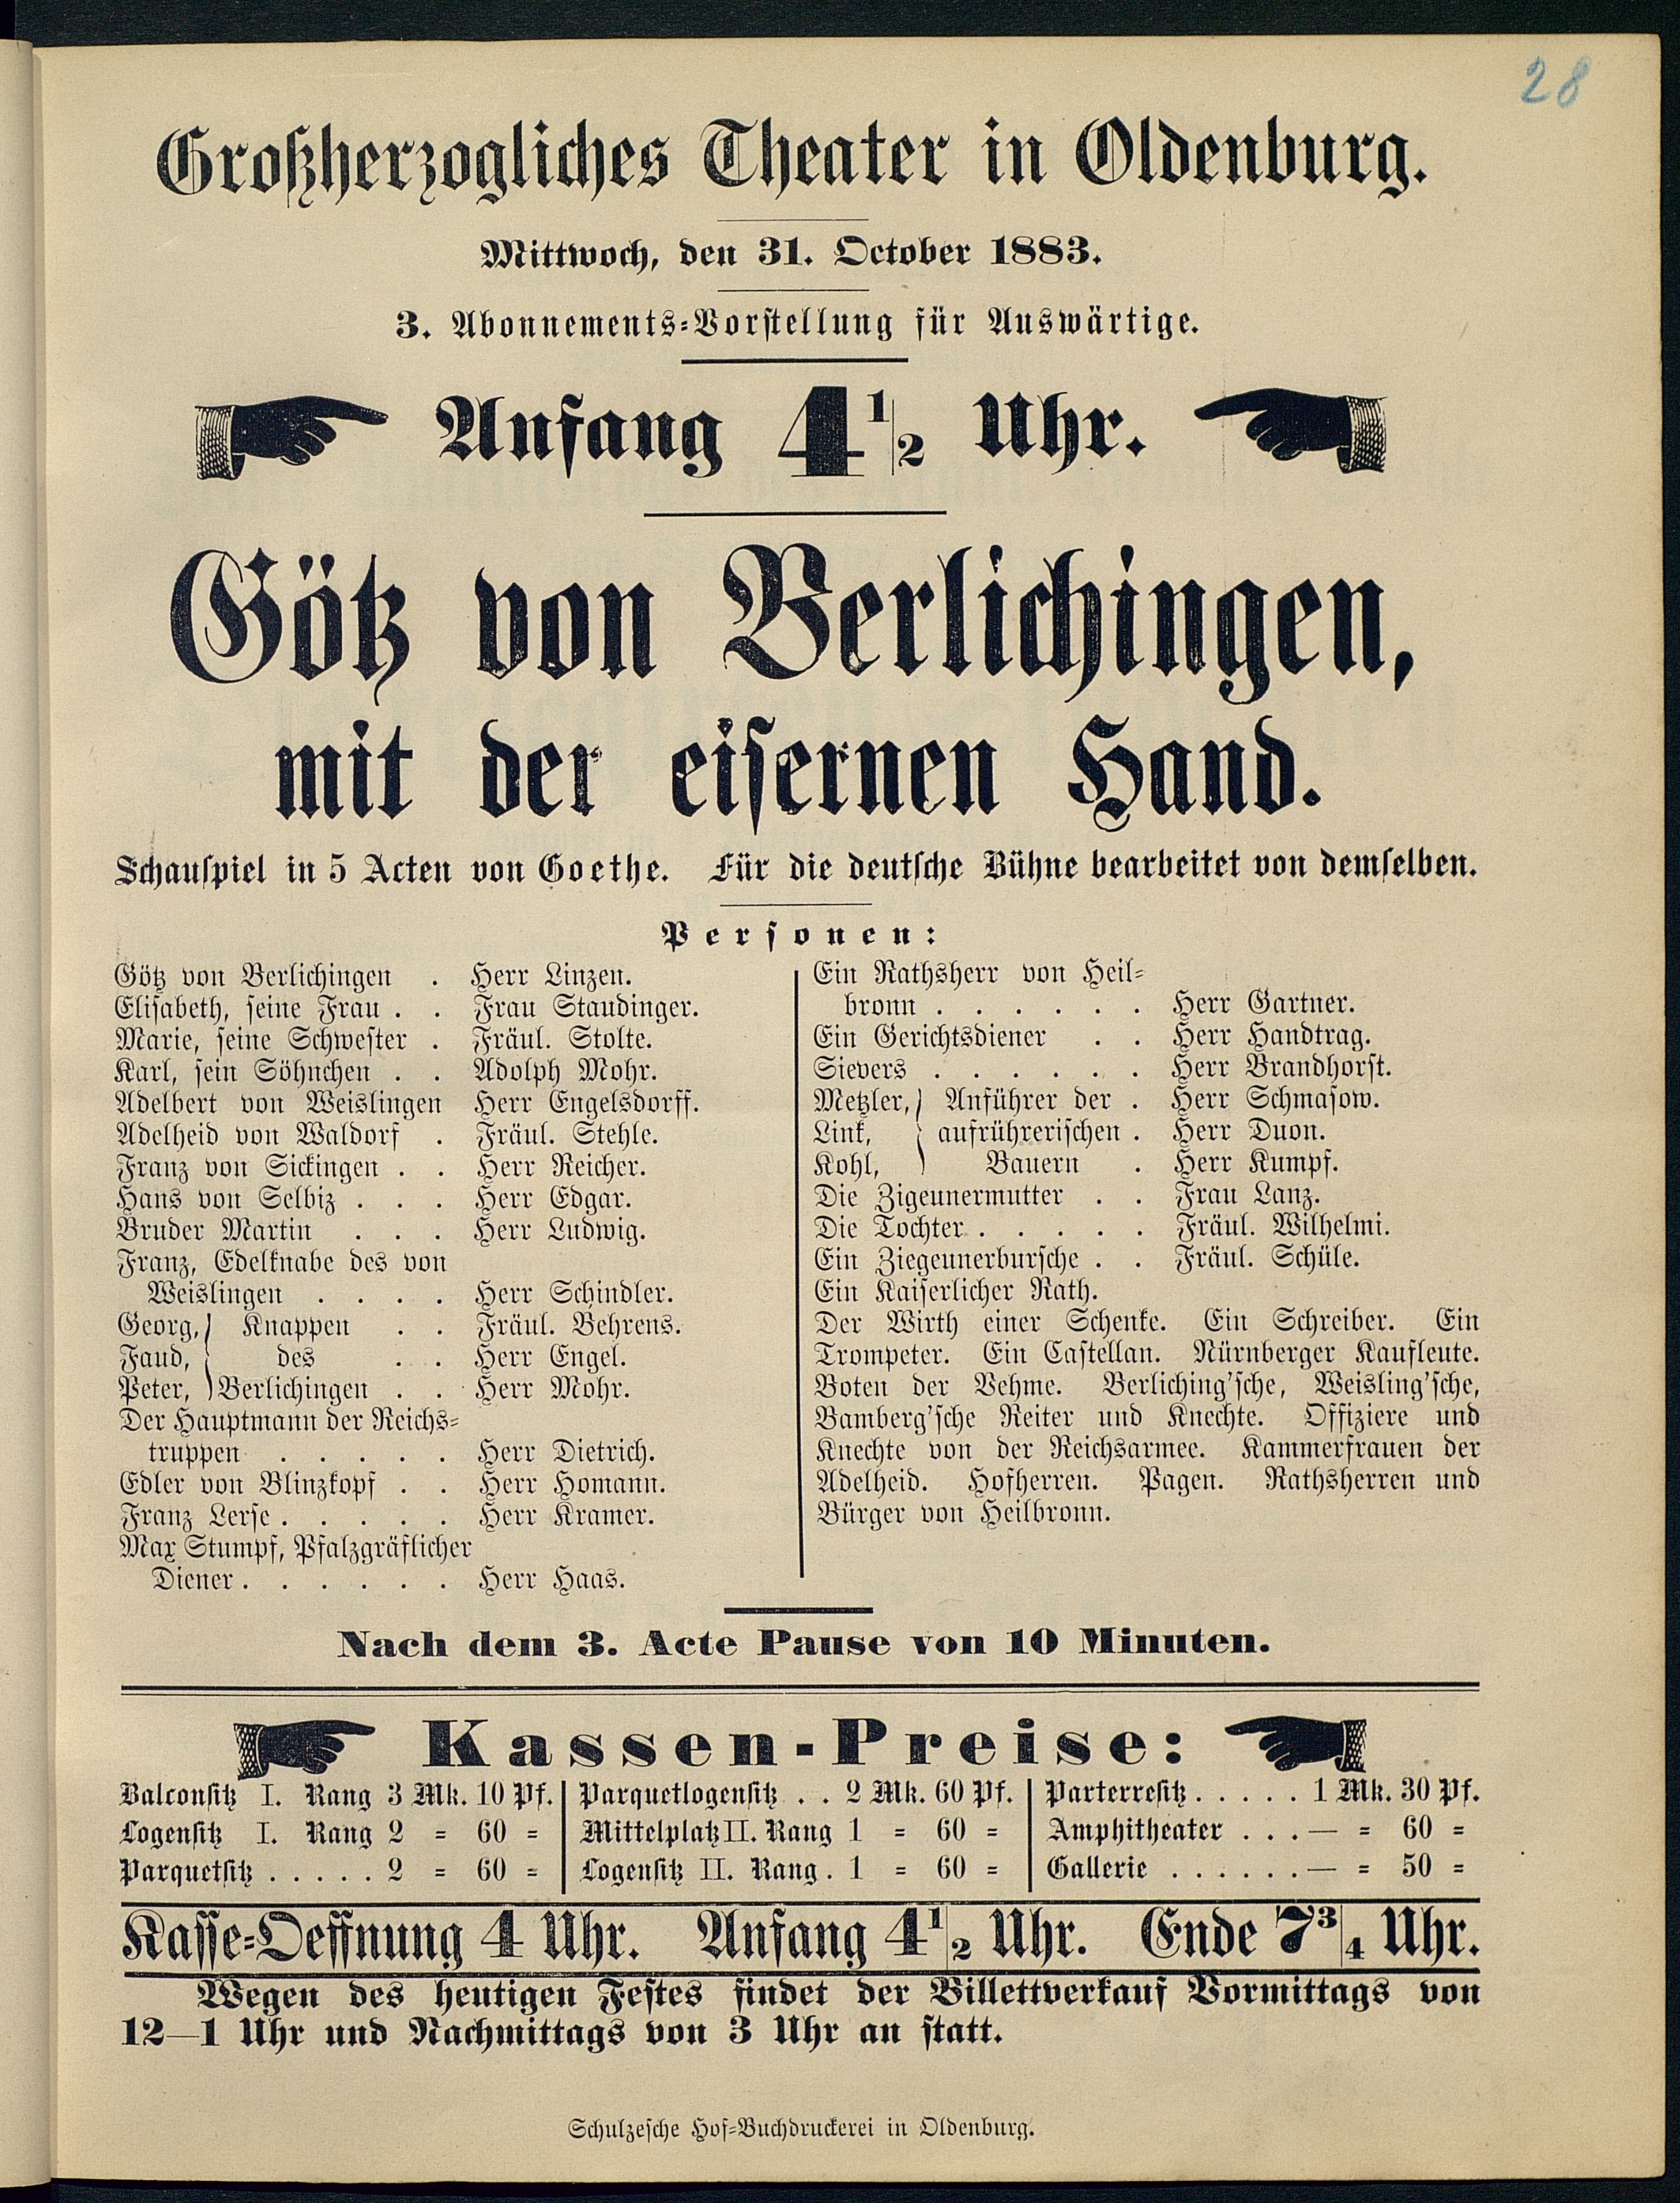 28
Großherzogliches Theater in Oldenburg.
Mittwoch, den 31. October 1883.
3. Abonnements-Vorstellung für Auswärtige.
Anfang 4 1/2 Uhr.
Götz von Berlichingen,
mit der eisernen Hand.
Schauspiel in 5 Acten von Goethe. Für die deutsche Bühne bearbeitet von demselben.
Personen:
Götz von Berlichingen . Herr Linzen.
Elisabeth, seine Frau . . Frau Staudinger.
Marie, seine Schwester . Fräul. Stolte.
Karl, sein Söhnchen . . Adolph Mohr.
Adelbert von Weislingen Herr Engelsdorff.
Adelheid von Waldorf . Fräul. Stehle.
Franz von Sickingen . . Herr Reicher.
Hans von Selbiz . . . Herr Edgar.
Bruder Martin . . . Herr Ludwig.
Franz, Edelknabe des von
Weislingen . . . . Herr Schindler.
Georg, } Knappen . . Fräul. Behrens.
Faud, } des . . Herr Engel.
Peter, } Berlichingen . . Herr Mohr.
Der Hauptmann der Reichs-
truppen . . . . . Herr Dietrich.
Edler von Blinzkopf . . Herr Homann.
Franz Lerse . . . . . Herr Kramer.
Max Stumpf, Pfalzgräflicher
Diener . . . . . . Herr Haas.
Ein Rathsherr von Heil-
bronn . . . . . . Herr Gartner.
Ein Gerichtsdiener . . Herr Handtrag.
Sievers . . . . . . Herr Brandhorst.
Metzler, } Anführer der . Herr Schmasow.
Link, } aufrührerischen . Herr Duon.
Kohl, } Bauern . Herr Kumpf.
Die Zigeunermutter . . Frau Lanz.
Die Tochter . . . . . Fräul. Wilhelmi.
Ein Ziegeunerbursche . . Fräul. Schüle.
Ein Kaiserlicher Rath.
Der Wirth einer Schenke. Ein Schreiber. Ein
Trompeter. Ein Castellan. Nürnberger Kaufleute.
Boten der Vehme. Berliching'sche, Weisling'sche,
Bamberg'sche Reiter und Knechte. Offiziere und
Knechte von der Reichsarmee. Kammerfrauen der
Adelheid. Hofherren. Pagen. Rathsherren und
Bürger von Heilbronn.
Nach dem 3. Acte Pause von 10 Minuten.
Kassen-Preise:
Balconsitz I. Rang 3 Mk. 10 Pf. | Parquetlogensitz . . 2 Mk. 60 Pf. | Parterresitz . . . . . 1 Mk. 30 Pf.
Logensitz I. Rang 2 = 60 = | Mittelplatz II. Rang 1 = 60 = | Amphitheater . . . — = 60 =
Parquetsitz . . . . . 2 = 60 = | Logensitz II. Rang . 1 = 60 = | Gallerie . . . . . . — = 50 =
Kasse-Oeffnung 4 Uhr. Anfang 4 1/2 Uhr. Ende 7 3/4 Uhr.
Wegen des heutigen Festes findet der Billettverkauf Vormittags von
12—1 Uhr und Nachmittags von 3 Uhr an statt.
Schulzesche Hof-Buchdruckerei in Oldenburg.